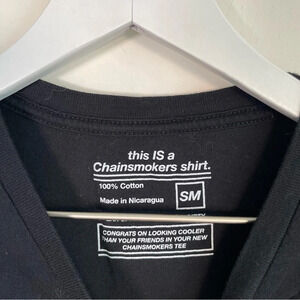 this IS a
Chainsmokers shirt.
100% Cotton
SM
Made in Nicaragua
CONGRATS ON LOOKING COOLER
THAN YOUR FRIENDS IN YOUR NEW
CHAINSMOKERS TEE